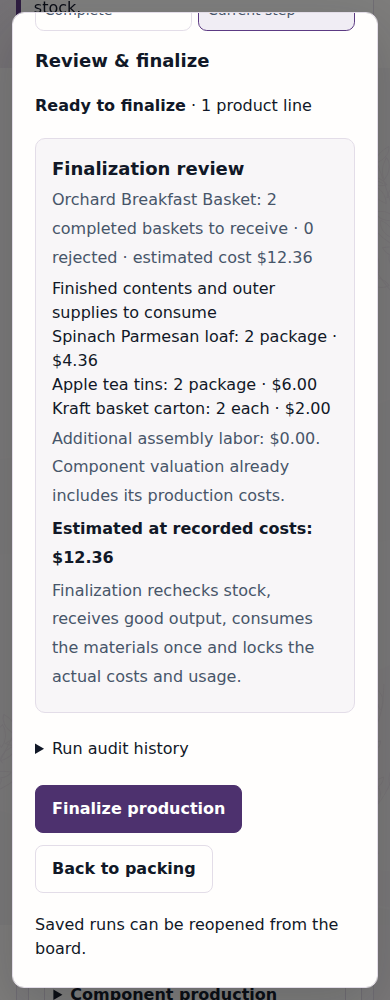 stock.
Complete
Current step
Review & finalize
Ready to finalize · 1 product line
Finalization review
Orchard Breakfast Basket: 2
completed baskets to receive · 0
rejected · estimated cost $12.36
Finished contents and outer
supplies to consume
Spinach Parmesan loaf: 2 package ·
$4.36
Apple tea tins: 2 package · $6.00
Kraft basket carton: 2 each · $2.00
Additional assembly labor: $0.00.
Component valuation already
includes its production costs.
Estimated at recorded costs:
$12.36
Finalization rechecks stock,
receives good output, consumes
the materials once and locks the
actual costs and usage.
Run audit history
Finalize production
Back to packing
Saved runs can be reopened from the
board.
Component production